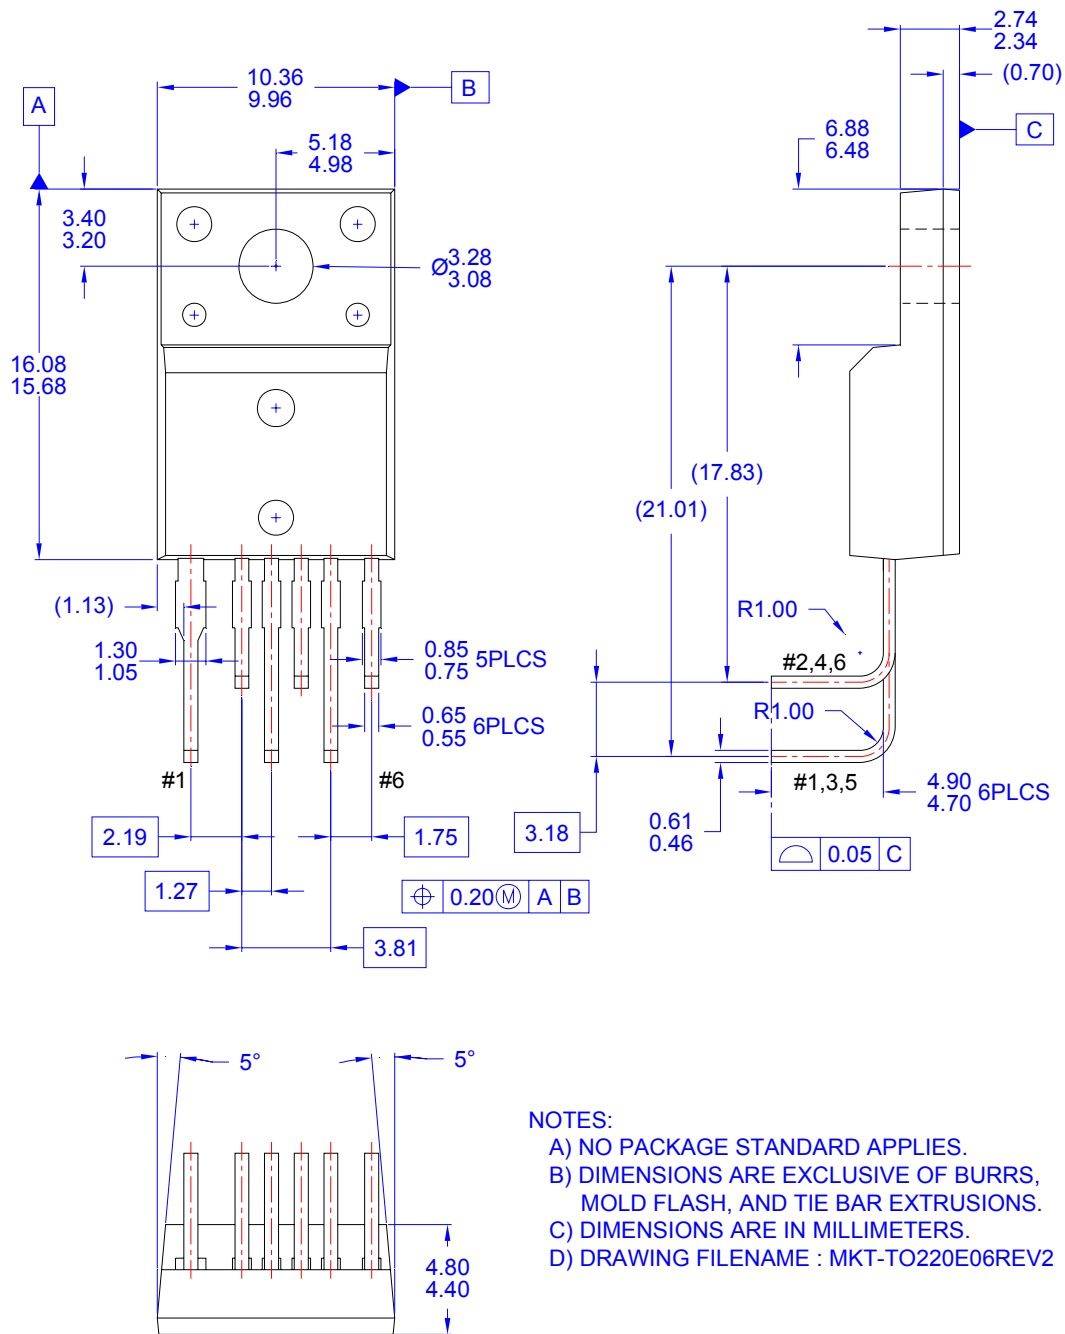 2.74
2.34
(0.70)
10.36
9.96
B
A
C
5.18
4.98
6.88
6.48
3.40
3.20
Ø3.28
3.08
16.08
15.68
(17.83)
(21.01)
(1.13)
R1.00
1.30
1.05
0.85
0.75 5PLCS
#2,4,6
0.65
0.55 6PLCS
R1.00
#1
#6
#1,3,5
4.90
4.70 6PLCS
2.19
1.75
3.18
0.61
0.46
⌓ 0.05 C
1.27
⌖ 0.20Ⓜ A B
3.81
5°
5°
4.80
4.40
NOTES:
A) NO PACKAGE STANDARD APPLIES.
B) DIMENSIONS ARE EXCLUSIVE OF BURRS,
MOLD FLASH, AND TIE BAR EXTRUSIONS.
C) DIMENSIONS ARE IN MILLIMETERS.
D) DRAWING FILENAME : MKT-TO220E06REV2